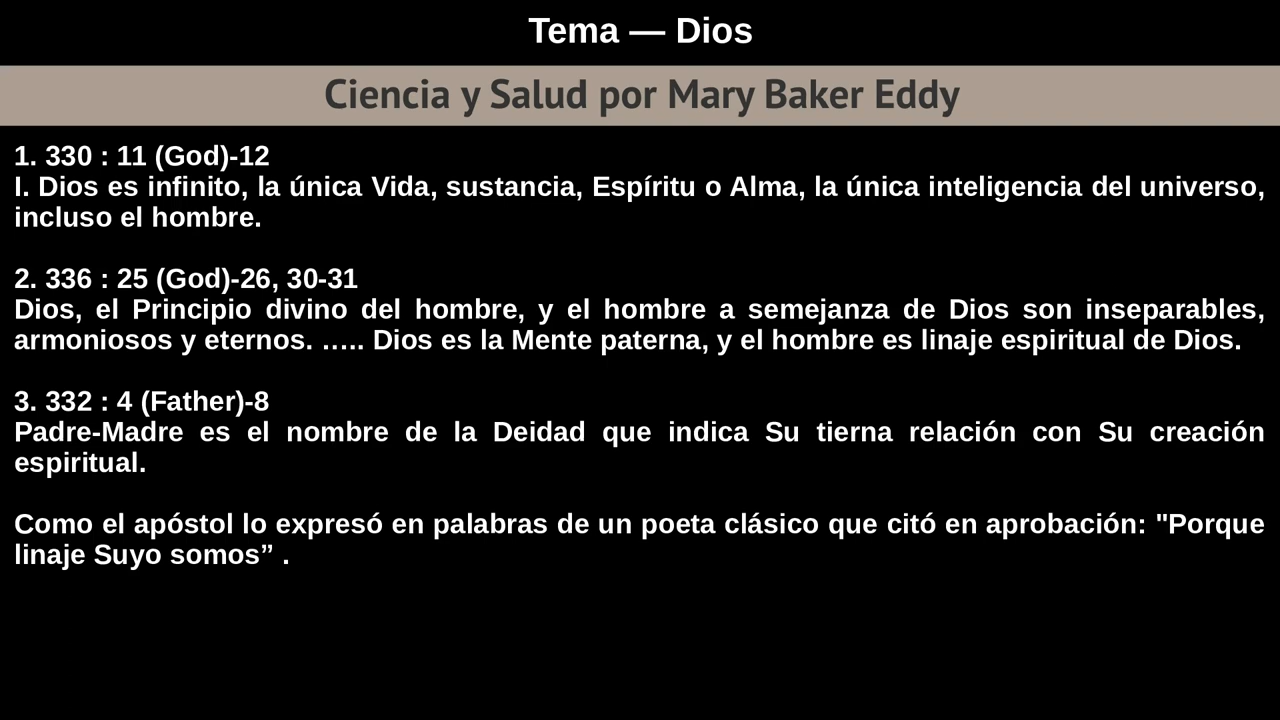 Tema — Dios
Ciencia y Salud por Mary Baker Eddy
1. 330 : 11 (God)-12
I. Dios es infinito, la única Vida, sustancia, Espíritu o Alma, la única inteligencia del universo,
incluso el hombre.
2. 336 : 25 (God)-26, 30-31
Dios, el Principio divino del hombre, y el hombre a semejanza de Dios son inseparables,
armoniosos y eternos. ….. Dios es la Mente paterna, y el hombre es linaje espiritual de Dios.
3. 332 : 4 (Father)-8
Padre-Madre es el nombre de la Deidad que indica Su tierna relación con Su creación
espiritual.
Como el apóstol lo expresó en palabras de un poeta clásico que citó en aprobación: "Porque
linaje Suyo somos” .